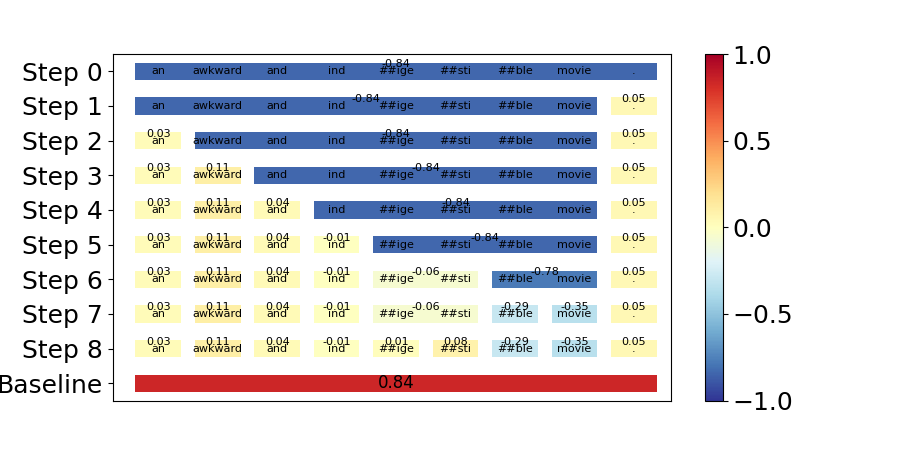 -0.84
Step 0 an awkward and ind ##ige ##sti ##ble movie .
-0.84 0.05
Step 1 an awkward and ind ##ige ##sti ##ble movie .
0.03 -0.84 0.05
Step 2 an awkward and ind ##ige ##sti ##ble movie .
0.03 0.11 -0.84 0.05
Step 3 an awkward and ind ##ige ##sti ##ble movie .
0.03 0.11 0.04 -0.84 0.05
Step 4 an awkward and ind ##ige ##sti ##ble movie .
0.03 0.11 0.04 -0.01 -0.84 0.05
Step 5 an awkward and ind ##ige ##sti ##ble movie .
0.03 0.11 0.04 -0.01 -0.06 -0.78 0.05
Step 6 an awkward and ind ##ige ##sti ##ble movie .
0.03 0.11 0.04 -0.01 -0.06 -0.29 -0.35 0.05
Step 7 an awkward and ind ##ige ##sti ##ble movie .
0.03 0.11 0.04 -0.01 0.01 0.08 -0.29 -0.35 0.05
Step 8 an awkward and ind ##ige ##sti ##ble movie .
Baseline 0.84
1.0
0.5
0.0
−0.5
−1.0